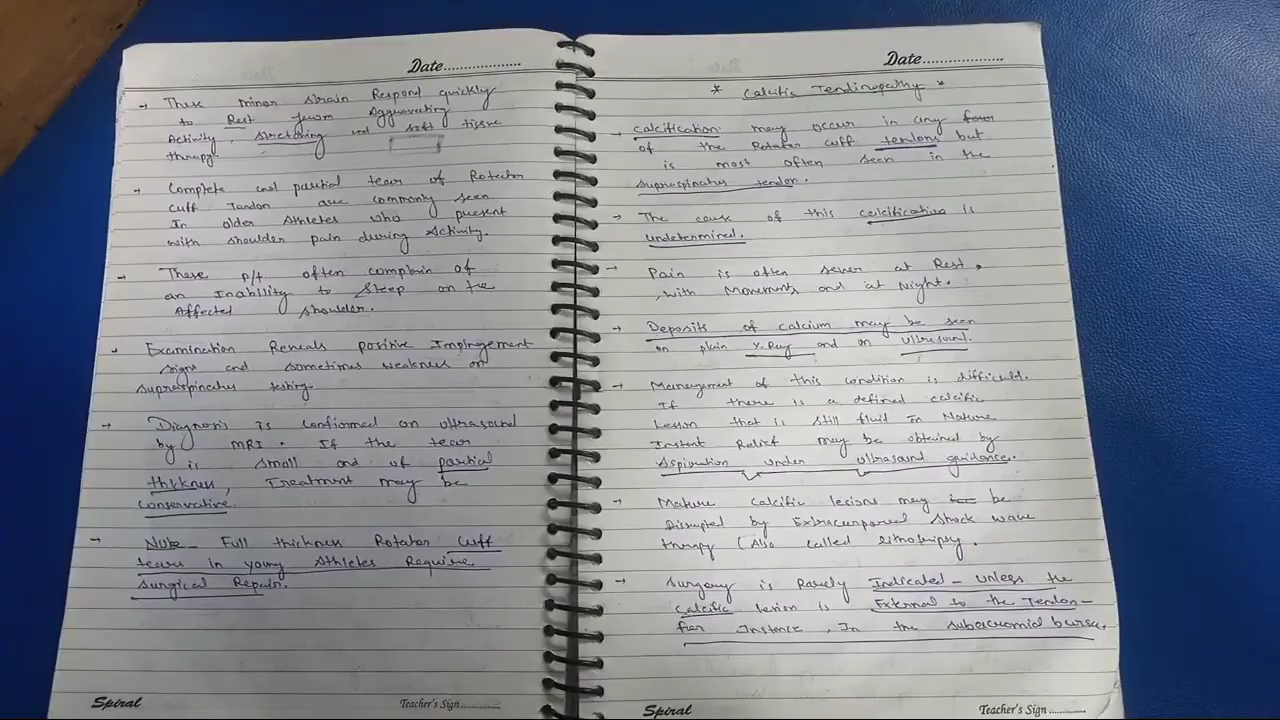 Date....................
→ These minor strain Respond quickly
to Rest from Aggravating
Activity, stretching and soft tissue
therapy.
→ Complete and partial tear of Rotator
cuff Tendon are commonly seen
In older Athletes who present
with shoulder pain during Activity.
→ These p/t often complain of
an Inability to Sleep on the
Affected shoulder.
→ Examination Reveals positive Impingement
signs and sometimes weakness on
supraspinatus testing.
→ Diagnosis is confirmed on ultrasound
by MRI. If the tear
is small and of partial
thickness, Treatment may be
conservative.
→ Note - Full thickness Rotator cuff
tears in young Athletes Require
surgical Repair.
Spiral Teacher's Sign............
Date....................
* Calcific Tendinopathy *
→ calcification may occur in any
of the Rotator cuff tendons but
is most often seen in the
supraspinatus tendon.
→ The cause of this calcification is
undetermined.
→ Pain is often sever at Rest,
with Movements and at Night.
→ Deposits of calcium may be seen
on plain X-Ray and on ultrasound.
→ Management of this condition is difficult.
If there is a defined calcific
Lesson that is still fluid In Nature
Instant Relief may be obtained by
Aspiration under ultrasound guidance.
→ Mature calcific lesions may be
Disrupted by Extracorporeal Shock wave
therapy (Also called lithotripsy.
→ surgery is Rarely Indicated - unless the
calcific lesion is External to the Tendon -
for Instance, In the subacromial bursa.
Spiral Teacher's Sign............